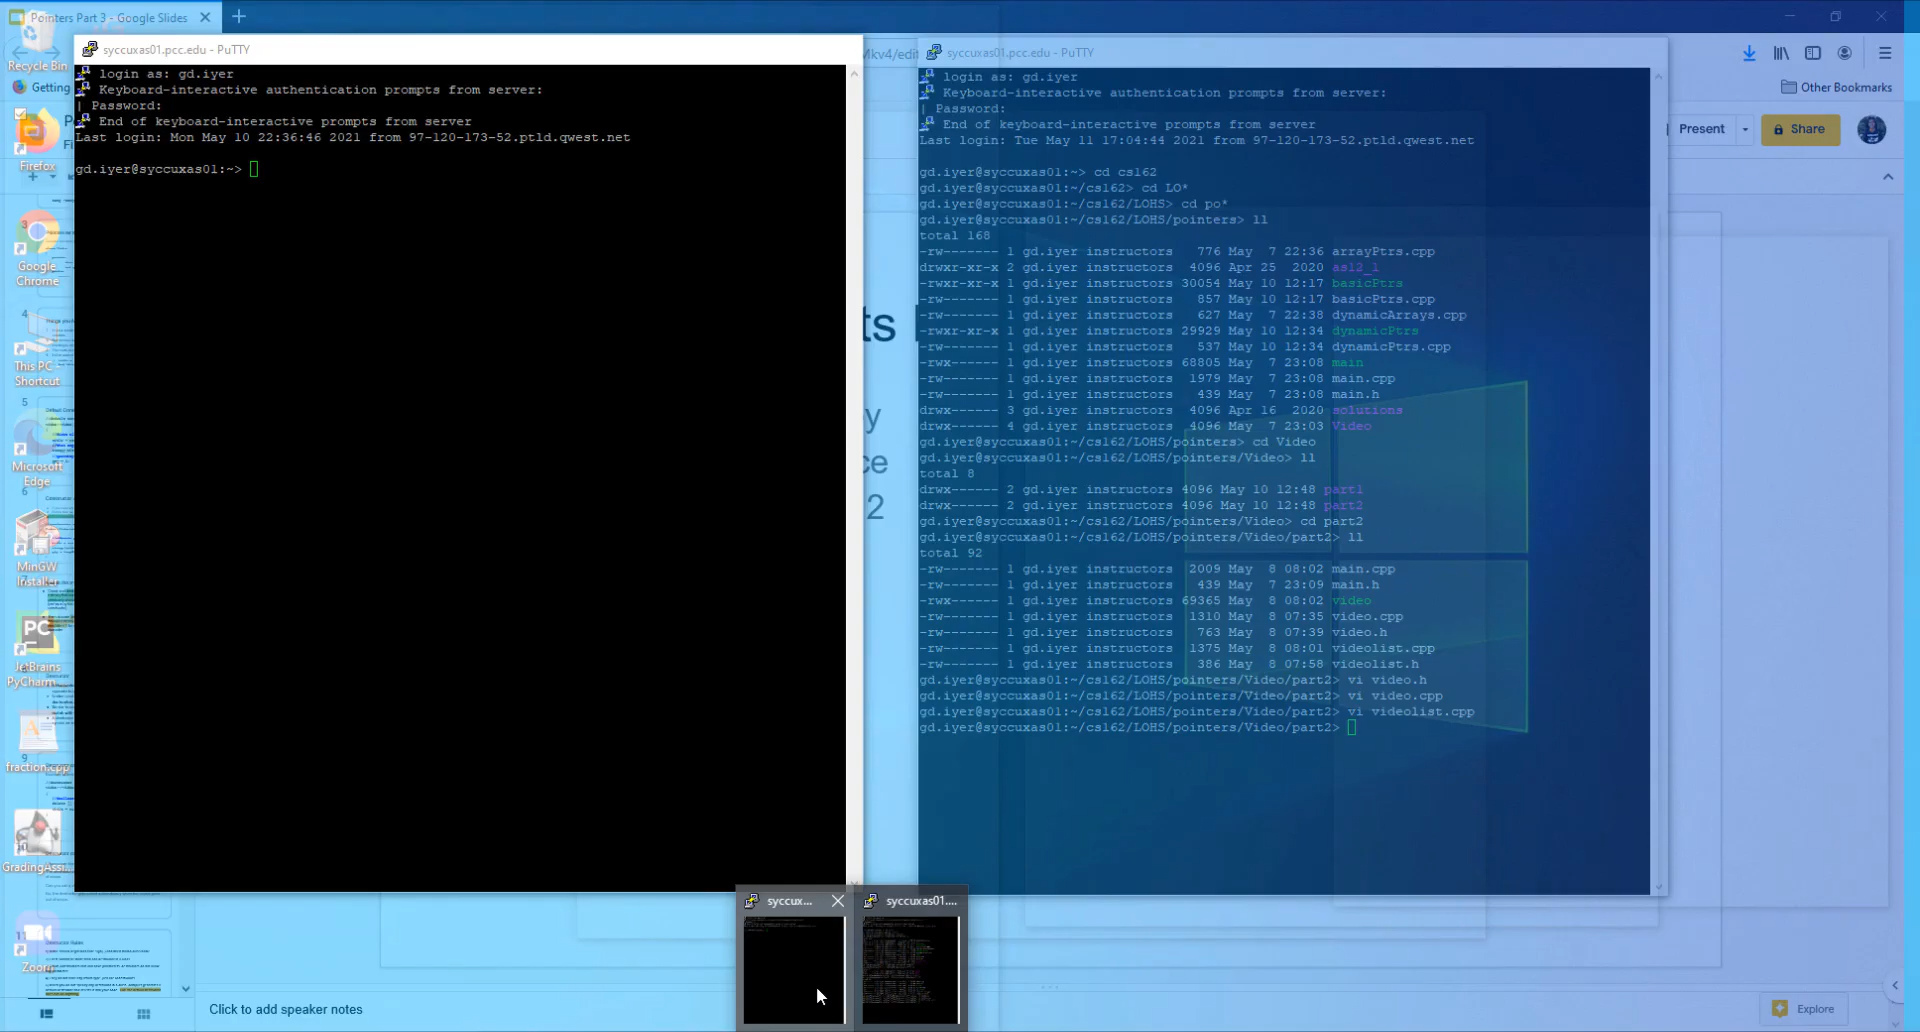 Pointers Part 3 - Google Slides
syccuxas01.pcc.edu - PuTTY
login as: gd.iyer
Keyboard-interactive authentication prompts from server:
| Password:
End of keyboard-interactive prompts from server
Last login: Mon May 10 22:36:46 2021 from 97-120-173-52.ptld.qwest.net
gd.iyer@syccuxas01:~>
Mkv4/edit
syccuxas01.pcc.edu - PuTTY
login as: gd.iyer
Keyboard-interactive authentication prompts from server:
| Password:
End of keyboard-interactive prompts from server
Last login: Tue May 11 17:04:44 2021 from 97-120-173-52.ptld.qwest.net
gd.iyer@syccuxas01:~> cd cs162
gd.iyer@syccuxas01:~/cs162> cd LO*
gd.iyer@syccuxas01:~/cs162/LOHS> cd po*
gd.iyer@syccuxas01:~/cs162/LOHS/pointers> ll
total 168
-rw------- 1 gd.iyer instructors 776 May 7 22:36 arrayPtrs.cpp
drwxr-xr-x 2 gd.iyer instructors 4096 Apr 25 2020 asl2_l
-rwxr-xr-x 1 gd.iyer instructors 30054 May 10 12:17 basicPtrs
-rw------- 1 gd.iyer instructors 857 May 10 12:17 basicPtrs.cpp
-rw------- 1 gd.iyer instructors 627 May 7 22:38 dynamicArrays.cpp
-rwxr-xr-x 1 gd.iyer instructors 29929 May 10 12:34 dynamicPtrs
-rw------- 1 gd.iyer instructors 537 May 10 12:34 dynamicPtrs.cpp
-rwx------ 1 gd.iyer instructors 68805 May 7 23:08 main
-rw------- 1 gd.iyer instructors 1979 May 7 23:08 main.cpp
-rw------- 1 gd.iyer instructors 439 May 7 23:08 main.h
drwx------ 3 gd.iyer instructors 4096 Apr 16 2020 solutions
drwx------ 4 gd.iyer instructors 4096 May 7 23:03 Video
gd.iyer@syccuxas01:~/cs162/LOHS/pointers> cd Video
gd.iyer@syccuxas01:~/cs162/LOHS/pointers/Video> ll
total 8
drwx------ 2 gd.iyer instructors 4096 May 10 12:48 part1
drwx------ 2 gd.iyer instructors 4096 May 10 12:48 part2
gd.iyer@syccuxas01:~/cs162/LOHS/pointers/Video> cd part2
gd.iyer@syccuxas01:~/cs162/LOHS/pointers/Video/part2> ll
total 92
-rw------- 1 gd.iyer instructors 2009 May 8 08:02 main.cpp
-rw------- 1 gd.iyer instructors 439 May 7 23:09 main.h
-rwx------ 1 gd.iyer instructors 69365 May 8 08:02 video
-rw------- 1 gd.iyer instructors 1310 May 8 07:35 video.cpp
-rw------- 1 gd.iyer instructors 763 May 8 07:39 video.h
-rw------- 1 gd.iyer instructors 1375 May 8 08:01 videolist.cpp
-rw------- 1 gd.iyer instructors 386 May 8 07:58 videolist.h
gd.iyer@syccuxas01:~/cs162/LOHS/pointers/Video/part2> vi video.h
gd.iyer@syccuxas01:~/cs162/LOHS/pointers/Video/part2> vi video.cpp
gd.iyer@syccuxas01:~/cs162/LOHS/pointers/Video/part2> vi videolist.cpp
gd.iyer@syccuxas01:~/cs162/LOHS/pointers/Video/part2>
Other Bookmarks
Present
Share
Recycle Bin
Getting
Firefox
3
Google
Chrome
4
This PC -
Shortcut
5
Microsoft
Edge
6
MinGW
Installer
7
PC
JetBrains
PyCharm...
fraction.cpp
9
10
GradingAssi...
11
Zoom
ts
y
ce
2
syccux...
syccuxas01....
Click to add speaker notes
Explore